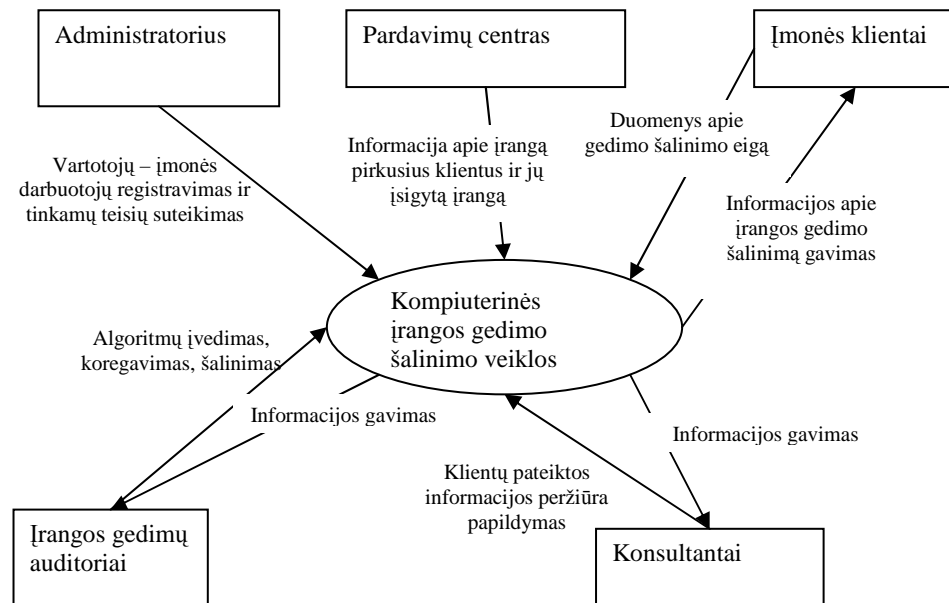 Administratorius
Pardavimų centras
Įmonės klientai
Vartotojų – įmonės
darbuotojų registravimas ir
tinkamų teisių suteikimas
Informacija apie įrangą
pirkusius klientus ir jų
įsigytą įrangą
Duomenys apie
gedimo šalinimo eigą
Informacijos apie
įrangos gedimo
šalinimą gavimas
Kompiuterinės
įrangos gedimo
šalinimo veiklos
Algoritmų įvedimas,
koregavimas, šalinimas
Informacijos gavimas
Informacijos gavimas
Klientų pateiktos
informacijos peržiūra
papildymas
Įrangos gedimų
auditoriai
Konsultantai